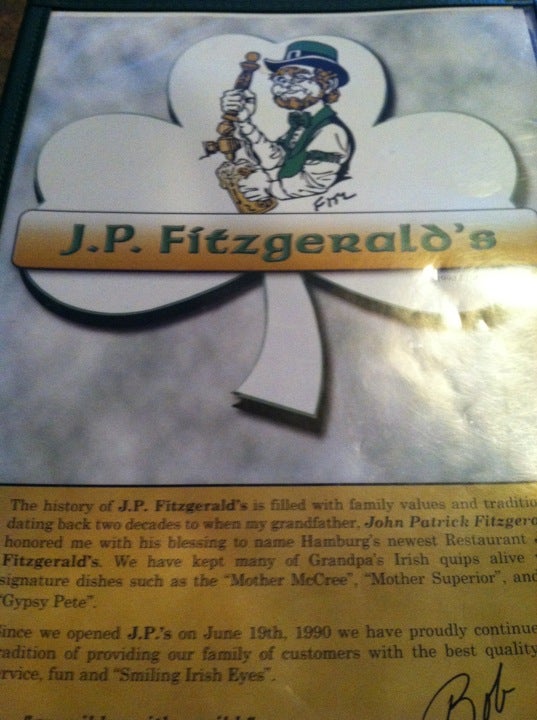 Fitz
J.P. Fitzgerald's
The history of J.P. Fitzgerald's is filled with family values and traditio
dating back two decades to when my grandfather, John Patrick Fitzgera
honored me with his blessing to name Hamburg's newest Restaurant
Fitzgerald's. We have kept many of Grandpa's Irish quips alive
signature dishes such as the "Mother McCree", "Mother Superior", and
"Gypsy Pete".
Since we opened J.P.'s on June 19th, 1990 we have proudly continue
radition of providing our family of customers with the best quality
rvice, fun and "Smiling Irish Eyes".
Bob